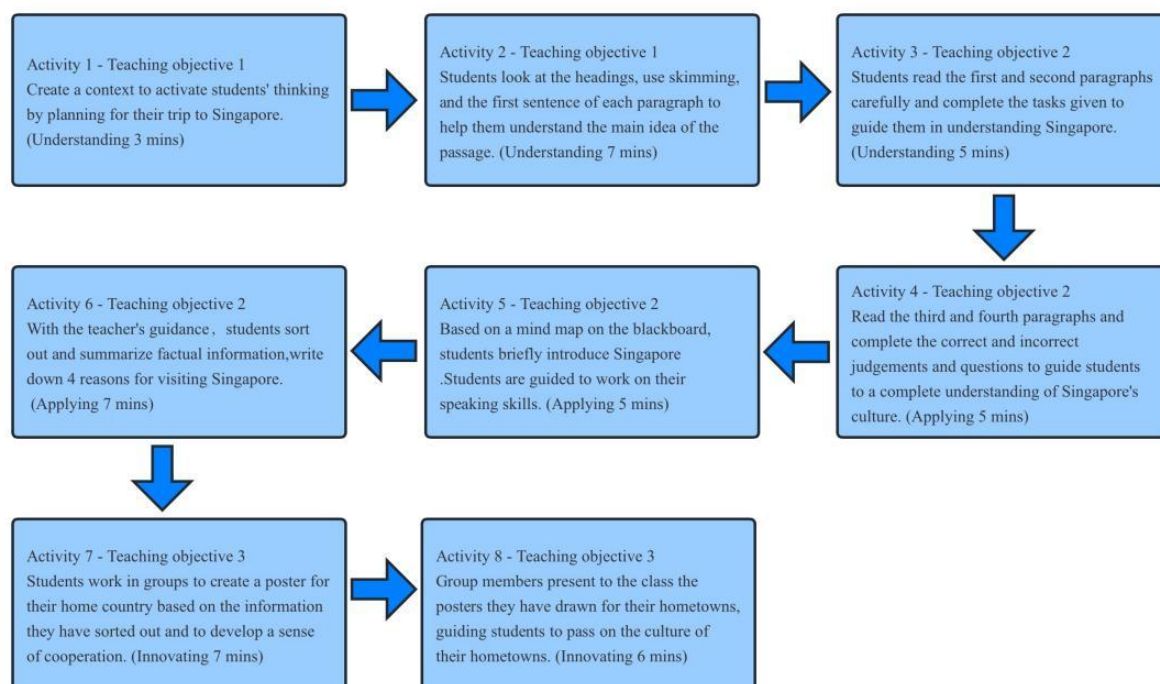 Activity 1 - Teaching objective 1
Create a context to activate students' thinking
by planning for their trip to Singapore.
(Understanding 3 mins)
Activity 2 - Teaching objective 1
Students look at the headings, use skimming,
and the first sentence of each paragraph to
help them understand the main idea of the
passage. (Understanding 7 mins)
Activity 3 - Teaching objective 2
Students read the first and second paragraphs
carefully and complete the tasks given to
guide them in understanding Singapore.
(Understanding 5 mins)
Activity 4 - Teaching objective 2
Read the third and fourth paragraphs and
complete the correct and incorrect
judgements and questions to guide students
to a complete understanding of Singapore's
culture. (Applying 5 mins)
Activity 5 - Teaching objective 2
Based on a mind map on the blackboard,
students briefly introduce Singapore
.Students are guided to work on their
speaking skills. (Applying 5 mins)
Activity 6 - Teaching objective 2
With the teacher's guidance，students sort
out and summarize factual information,write
down 4 reasons for visiting Singapore.
(Applying 7 mins)
Activity 7 - Teaching objective 3
Students work in groups to create a poster for
their home country based on the information
they have sorted out and to develop a sense
of cooperation. (Innovating 7 mins)
Activity 8 - Teaching objective 3
Group members present to the class the
posters they have drawn for their hometowns,
guiding students to pass on the culture of
their hometowns. (Innovating 6 mins)